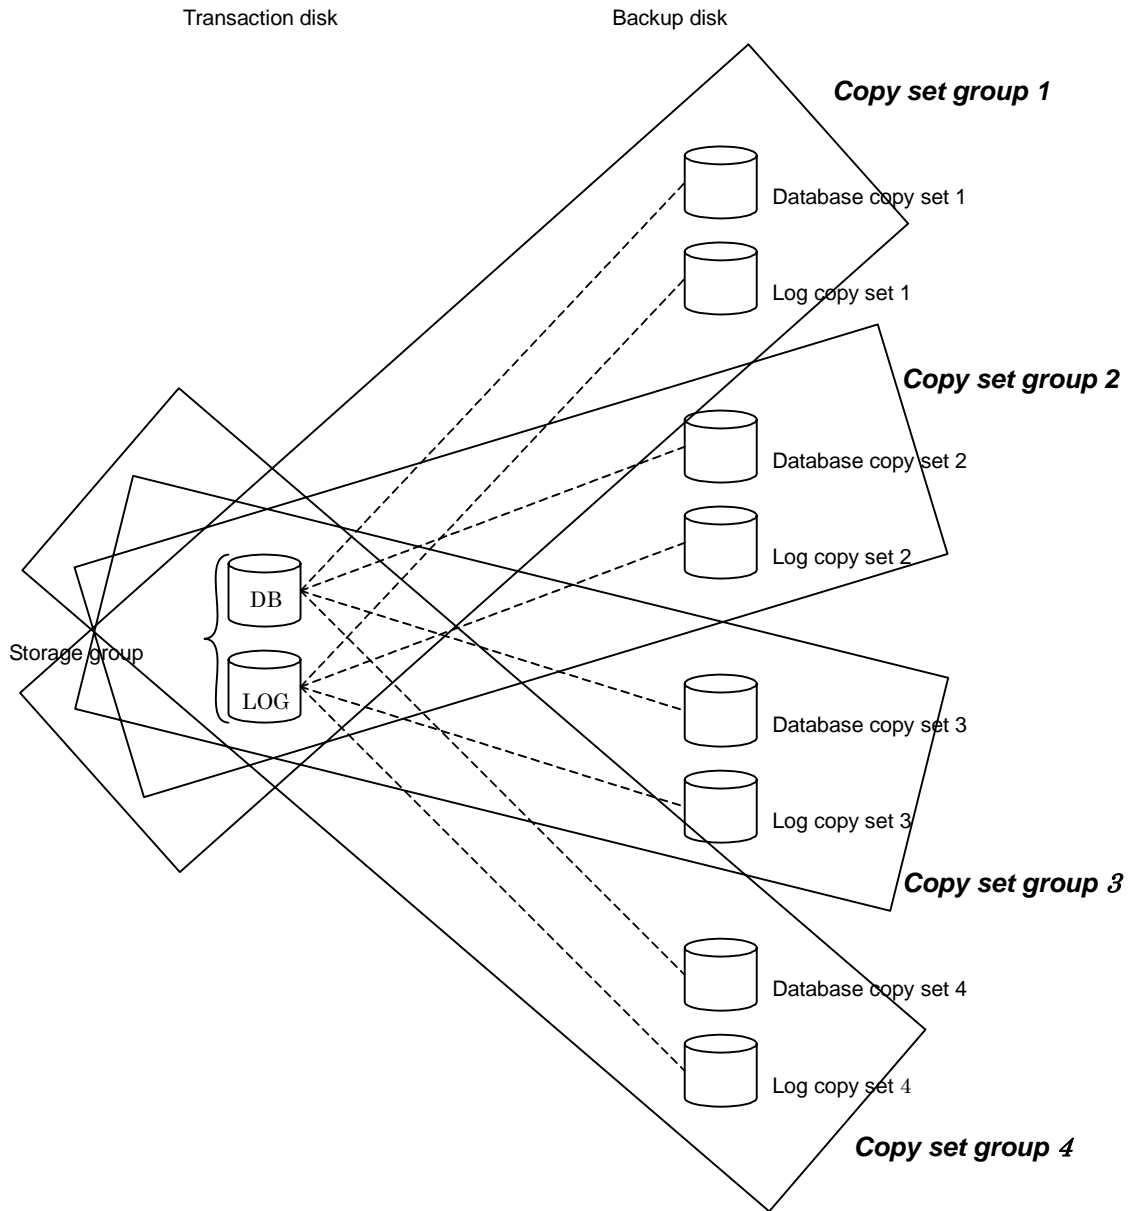 Transaction disk
Backup disk
Copy set group 1
Database copy set 1
Log copy set 1
Copy set group 2
Database copy set 2
Log copy set 2
DB
Storage group
LOG
Database copy set 3
Log copy set 3
Copy set group 3
Database copy set 4
Log copy set 4
Copy set group 4